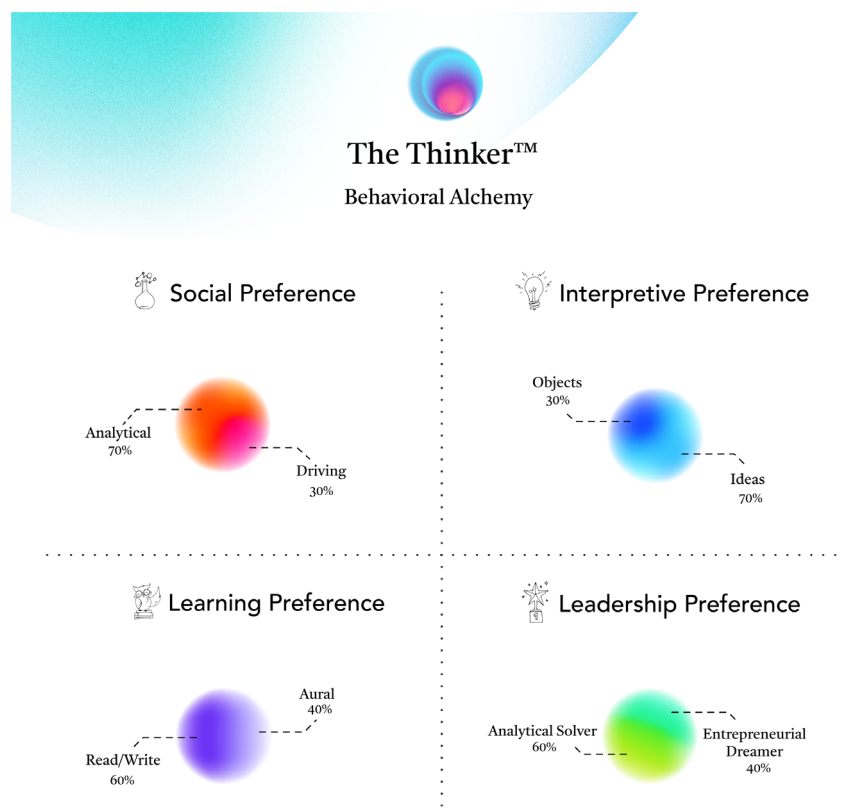 The Thinker™
Behavioral Alchemy
Social Preference
Analytical
70%
Driving
30%
Interpretive Preference
Objects
30%
Ideas
70%
Learning Preference
Aural
40%
Read/Write
60%
Leadership Preference
Analytical Solver
60%
Entrepreneurial
Dreamer
40%